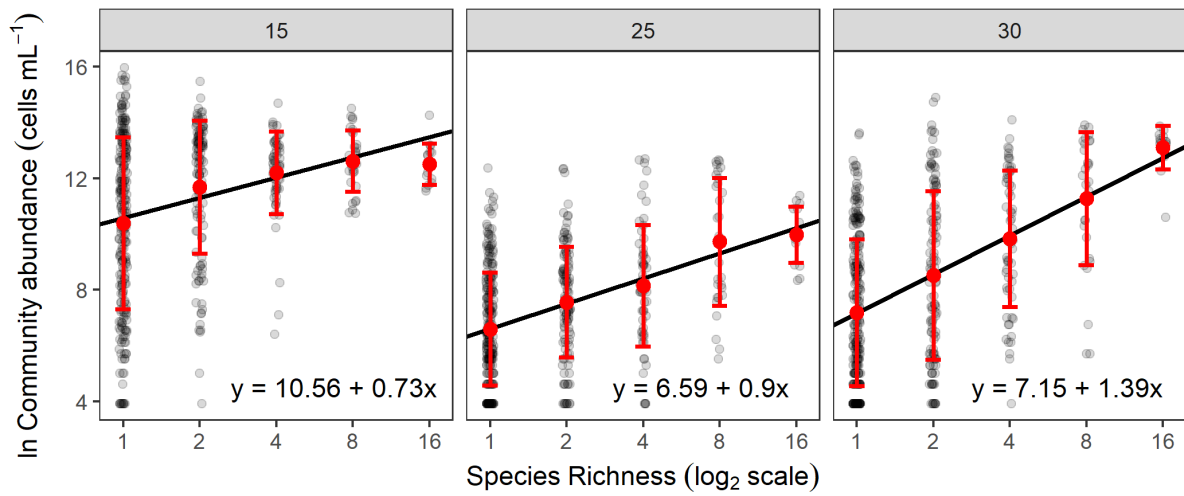 15 25 30
ln Community abundance (cells mL⁻¹)
16
12
8
4
y = 10.56 + 0.73x
y = 6.59 + 0.9x
y = 7.15 + 1.39x
1 2 4 8 16
1 2 4 8 16
1 2 4 8 16
Species Richness (log₂ scale)